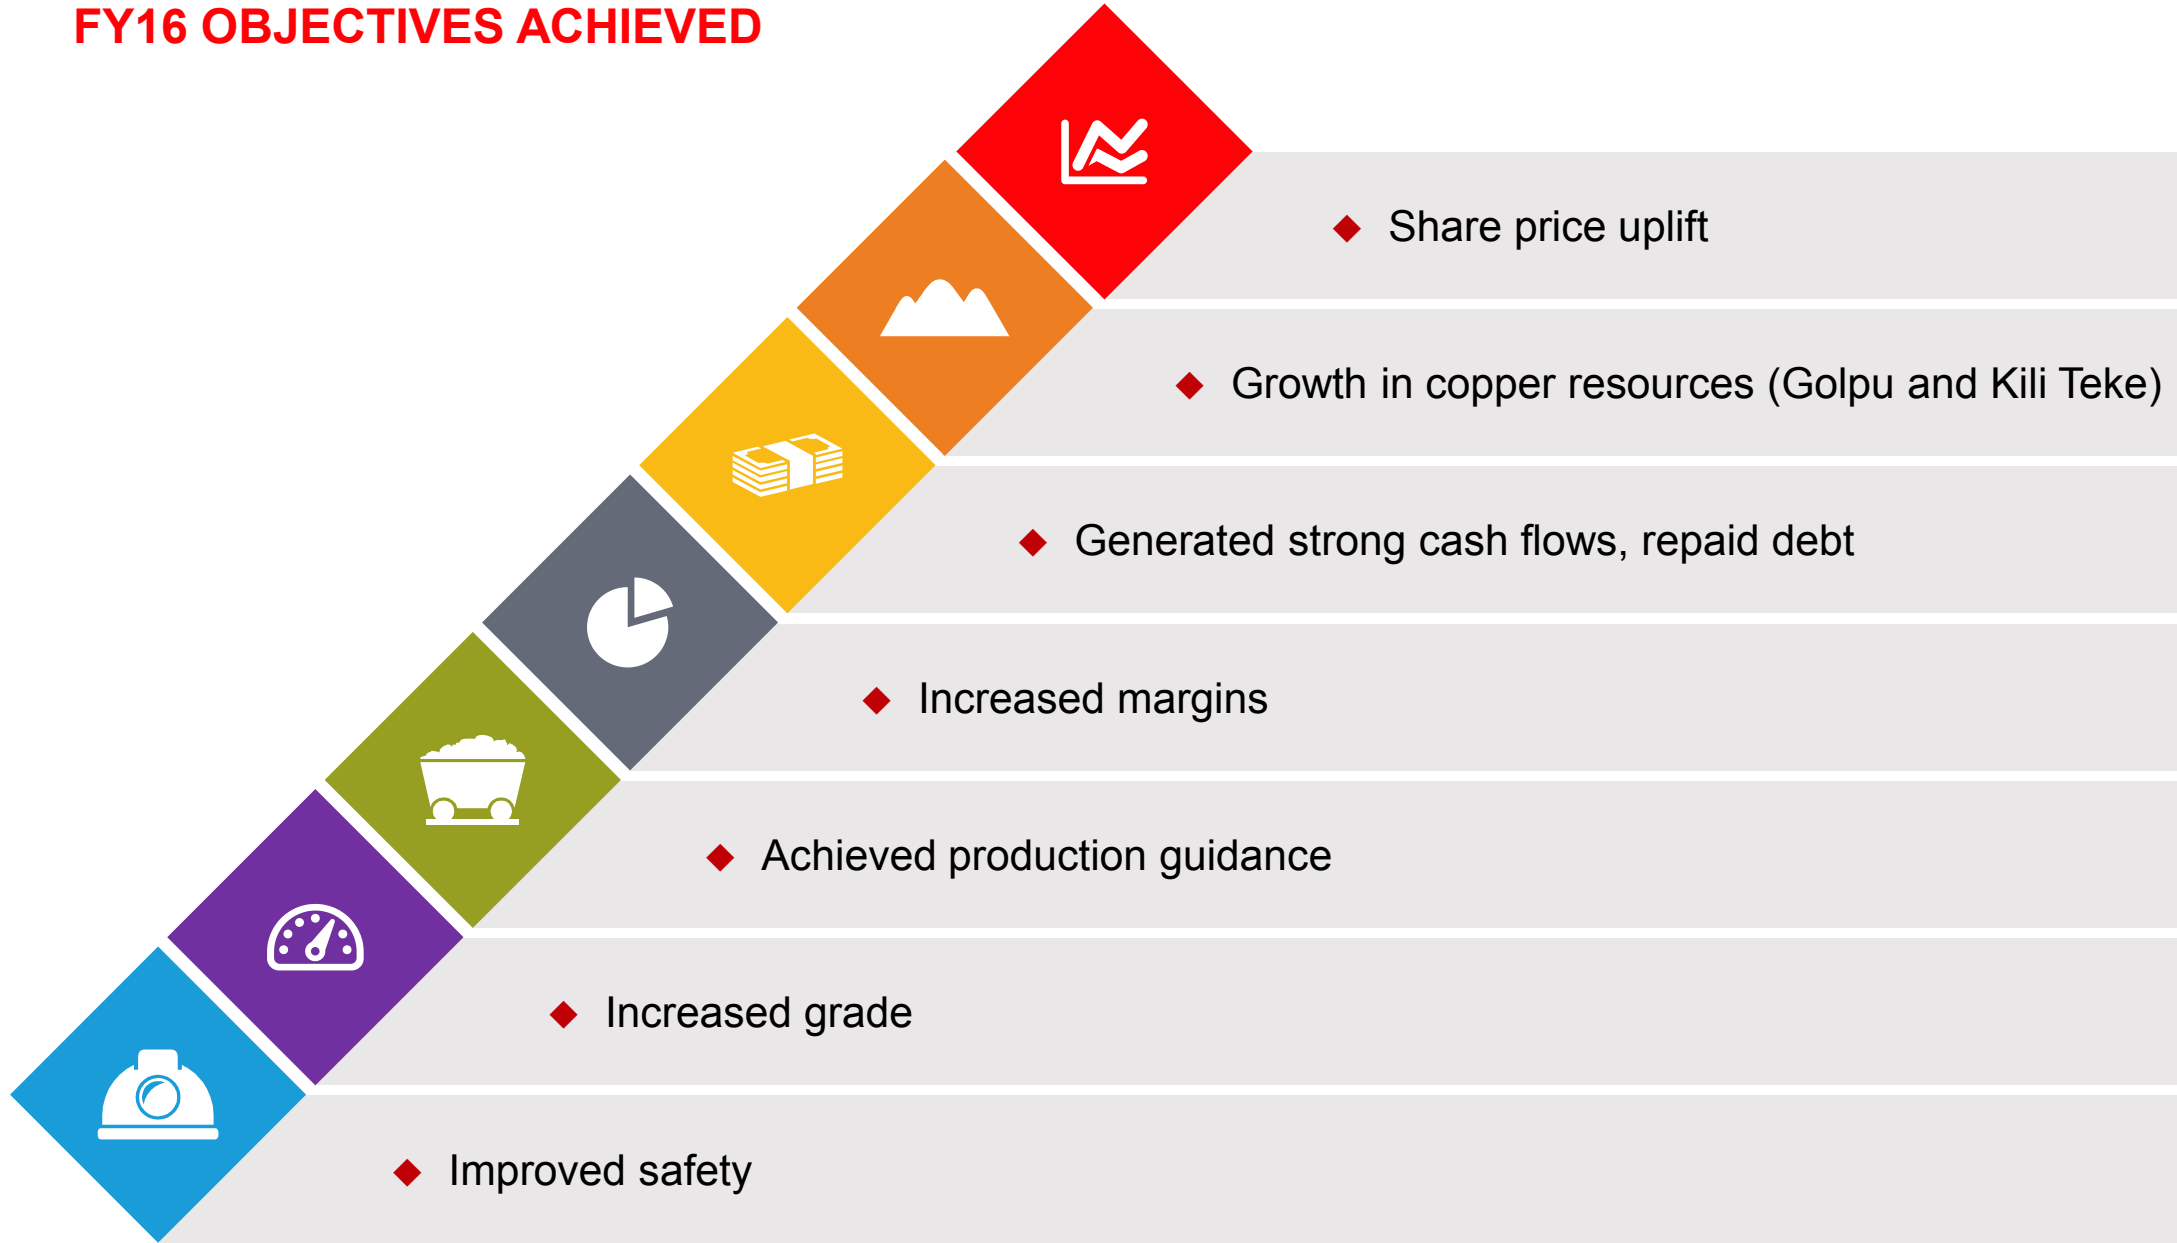 FY16 OBJECTIVES ACHIEVED
Share price uplift
Growth in copper resources (Golpu and Kili Teke)
Generated strong cash flows, repaid debt
Increased margins
Achieved production guidance
Increased grade
Improved safety